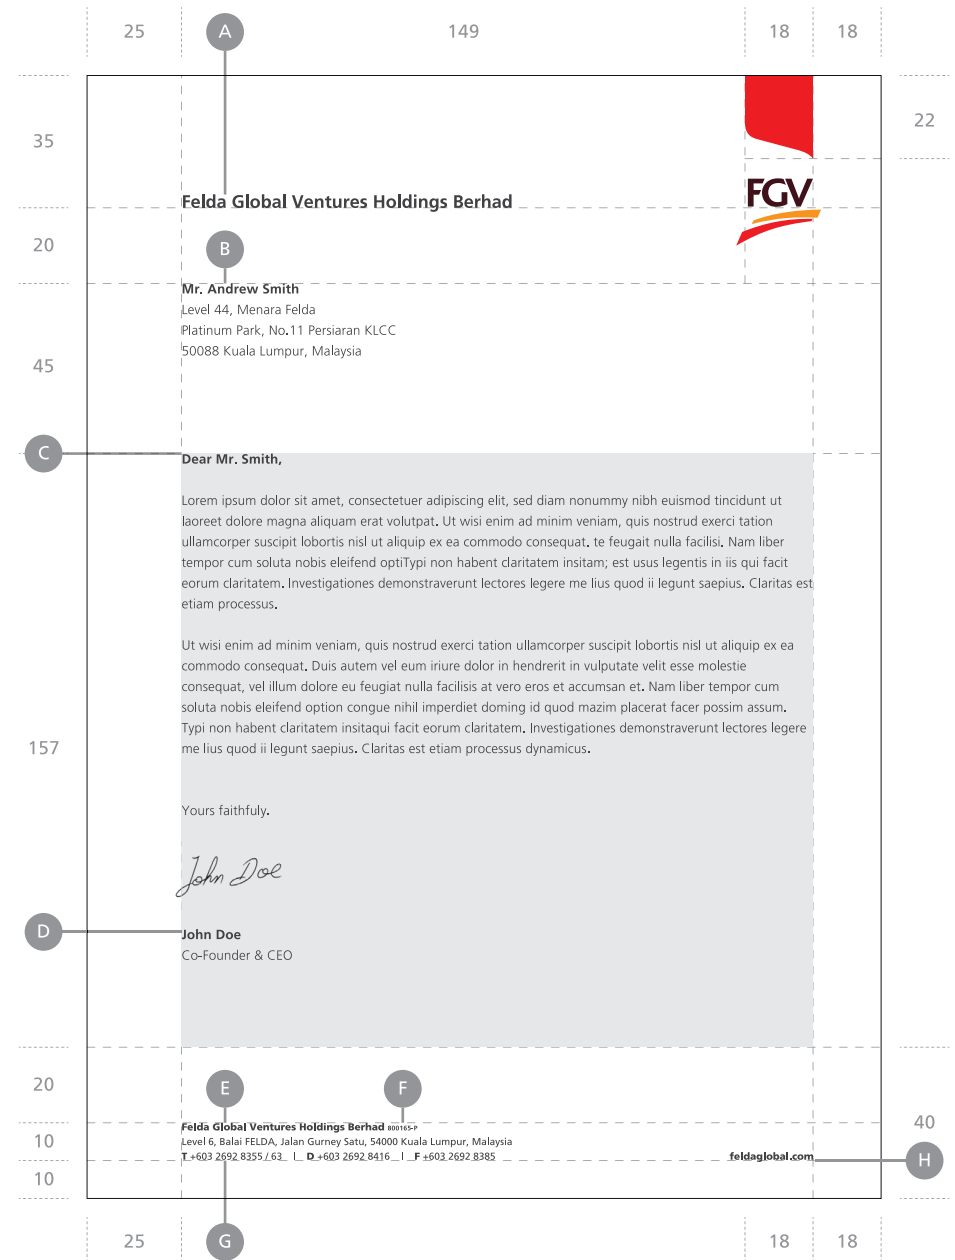 25 A 149 18 18
35
22
FGV
Felda Global Ventures Holdings Berhad
20
B
Mr. Andrew Smith
Level 44, Menara Felda
Platinum Park, No.11 Persiaran KLCC
50088 Kuala Lumpur, Malaysia
45
C
Dear Mr. Smith,
Lorem ipsum dolor sit amet, consectetuer adipiscing elit, sed diam nonummy nibh euismod tincidunt ut
laoreet dolore magna aliquam erat volutpat. Ut wisi enim ad minim veniam, quis nostrud exerci tation
ullamcorper suscipit lobortis nisl ut aliquip ex ea commodo consequat. te feugait nulla facilisi. Nam liber
tempor cum soluta nobis eleifend optiTypi non habent claritatem insitam; est usus legentis in iis qui facit
eorum claritatem. Investigationes demonstraverunt lectores legere me lius quod ii legunt saepius. Claritas est
etiam processus.
Ut wisi enim ad minim veniam, quis nostrud exerci tation ullamcorper suscipit lobortis nisl ut aliquip ex ea
commodo consequat. Duis autem vel eum iriure dolor in hendrerit in vulputate velit esse molestie
consequat, vel illum dolore eu feugiat nulla facilisis at vero eros et accumsan et. Nam liber tempor cum
soluta nobis eleifend option congue nihil imperdiet doming id quod mazim placerat facer possim assum.
Typi non habent claritatem insitaqui facit eorum claritatem. Investigationes demonstraverunt lectores legere
me lius quod ii legunt saepius. Claritas est etiam processus dynamicus.
157
Yours faithfuly.
John Doe
D
John Doe
Co-Founder & CEO
20
E F
Felda Global Ventures Holdings Berhad 800165-P
Level 6, Balai FELDA, Jalan Gurney Satu, 54000 Kuala Lumpur, Malaysia
T +603 2692 8355 / 63 | D +603 2692 8416 | F +603 2692 8385
feldaglobal.com
10
40
H
10
25 G 18 18